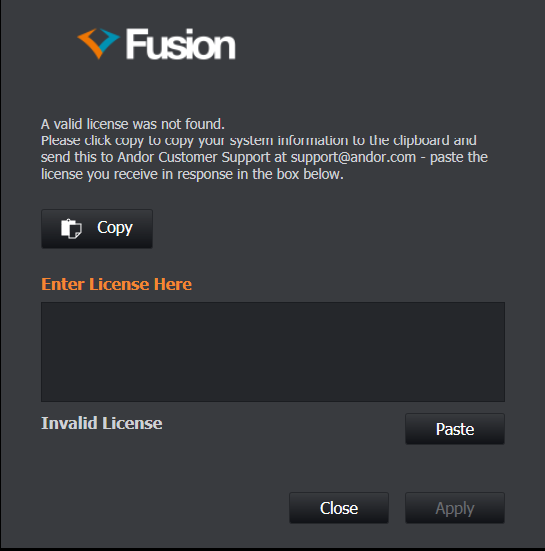 Fusion
A valid license was not found.
Please click copy to copy your system information to the clipboard and
send this to Andor Customer Support at support@andor.com - paste the
license you receive in response in the box below.
Copy
Enter License Here
Invalid License
Paste
Close
Apply